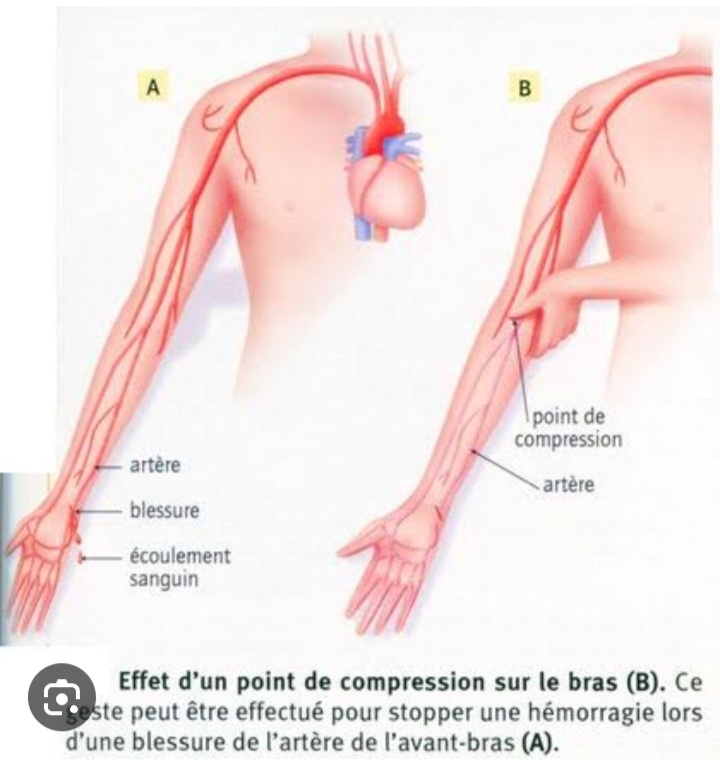 A
B
point de
compression
artère
artère
blessure
écoulement
sanguin
Effet d'un point de compression sur le bras (B). Ce
geste peut être effectué pour stopper une hémorragie lors
d'une blessure de l'artère de l'avant-bras (A).